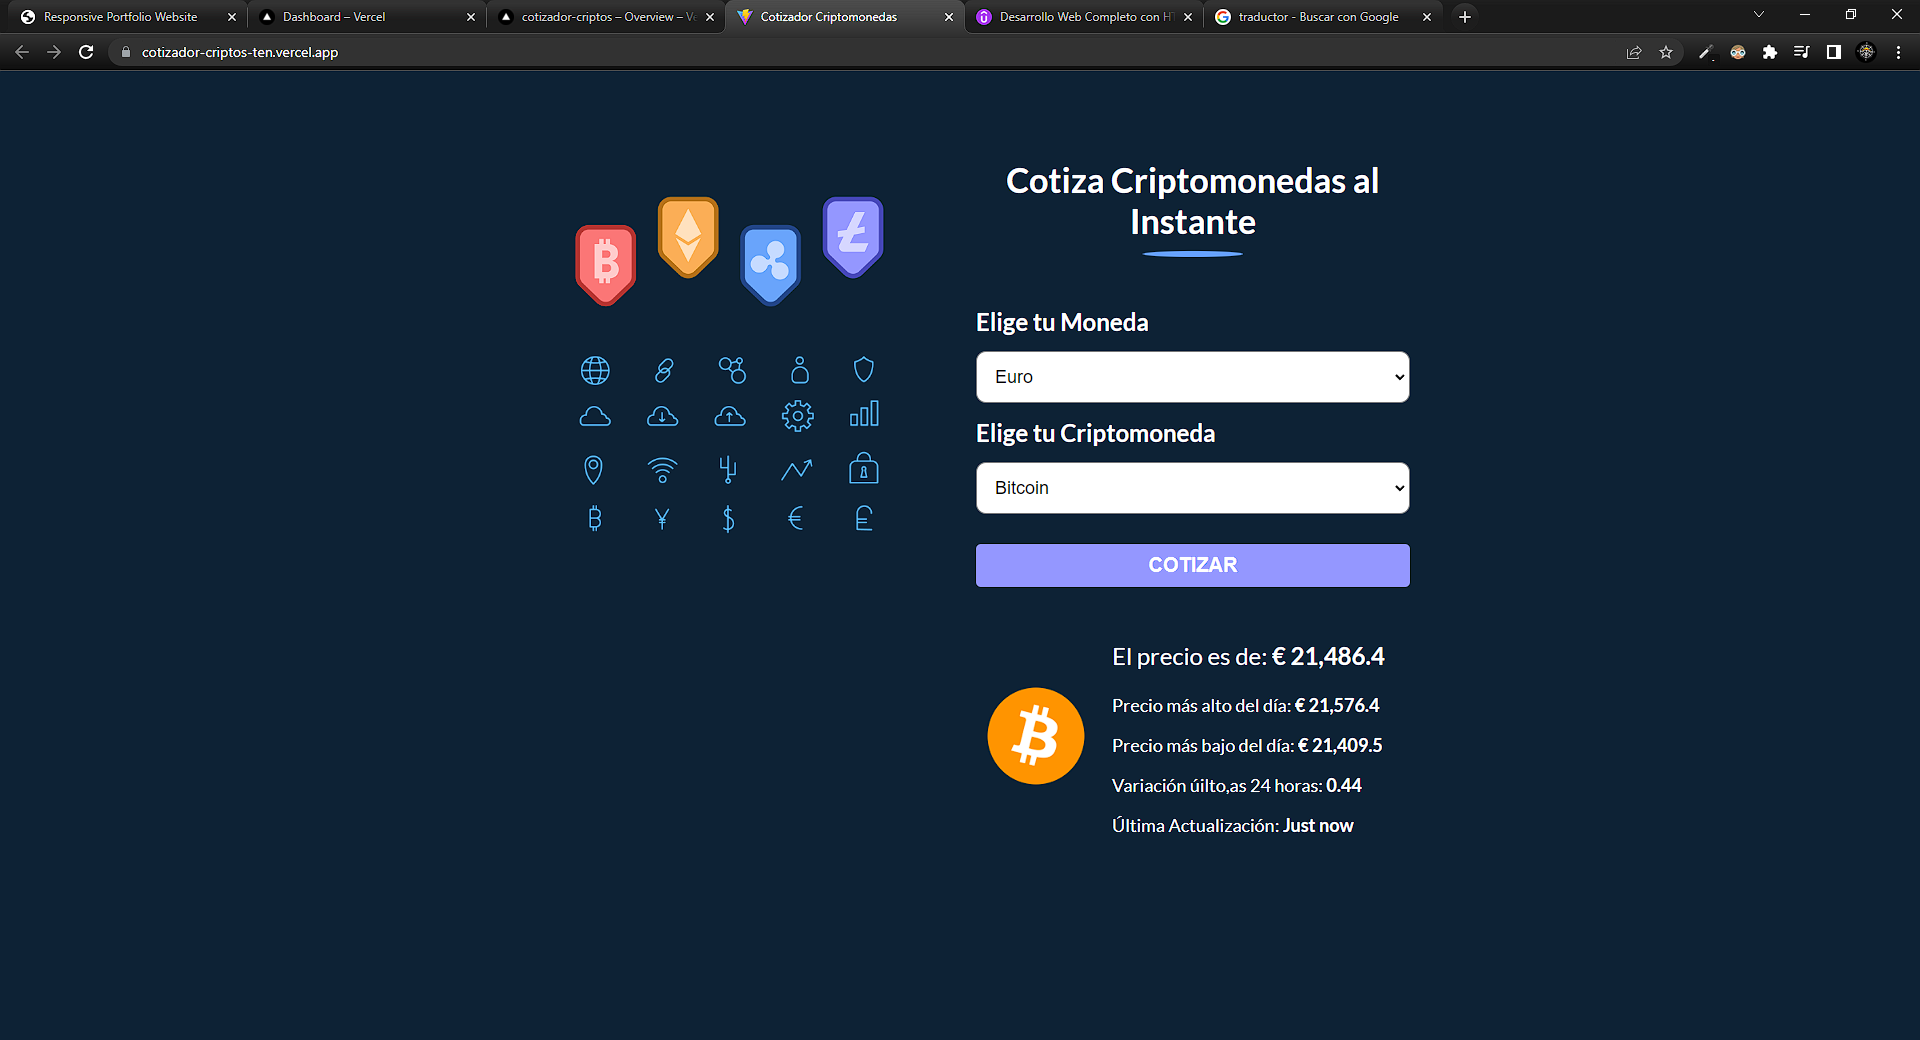 Responsive Portfolio Website
Dashboard – Vercel
cotizador-criptos – Overview – Ve
Cotizador Criptomonedas
Desarrollo Web Completo con HT
traductor - Buscar con Google
cotizador-criptos-ten.vercel.app
Cotiza Criptomonedas al
Instante
Elige tu Moneda
Euro
Elige tu Criptomoneda
Bitcoin
COTIZAR
El precio es de: € 21,486.4
Precio más alto del día: € 21,576.4
Precio más bajo del día: € 21,409.5
Variación úilto,as 24 horas: 0.44
Última Actualización: Just now